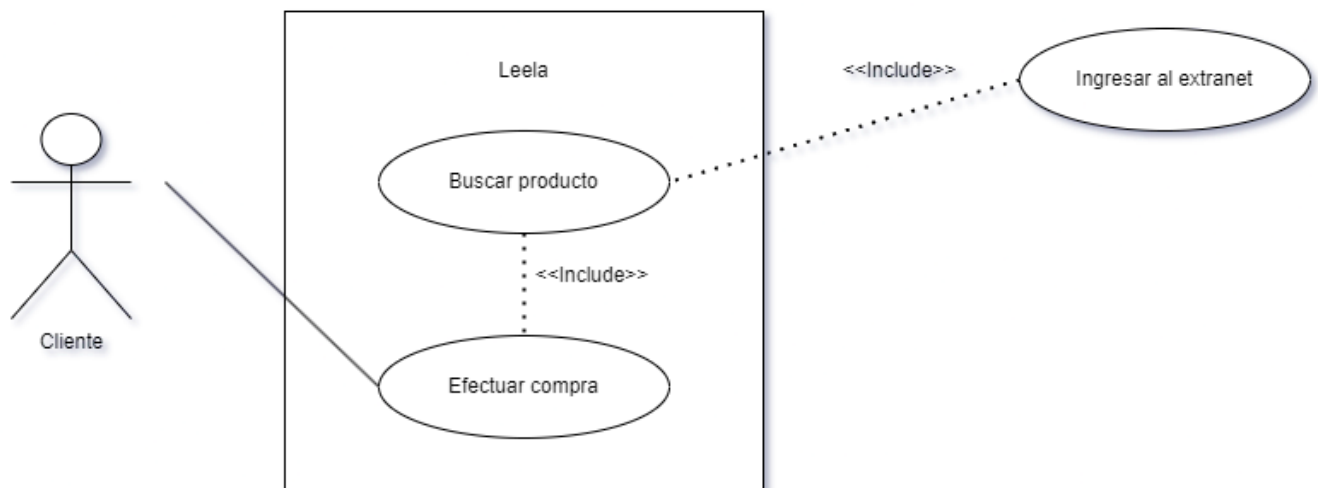 Leela
<<Include>>
Ingresar al extranet
Buscar producto
<<Include>>
Cliente
Efectuar compra